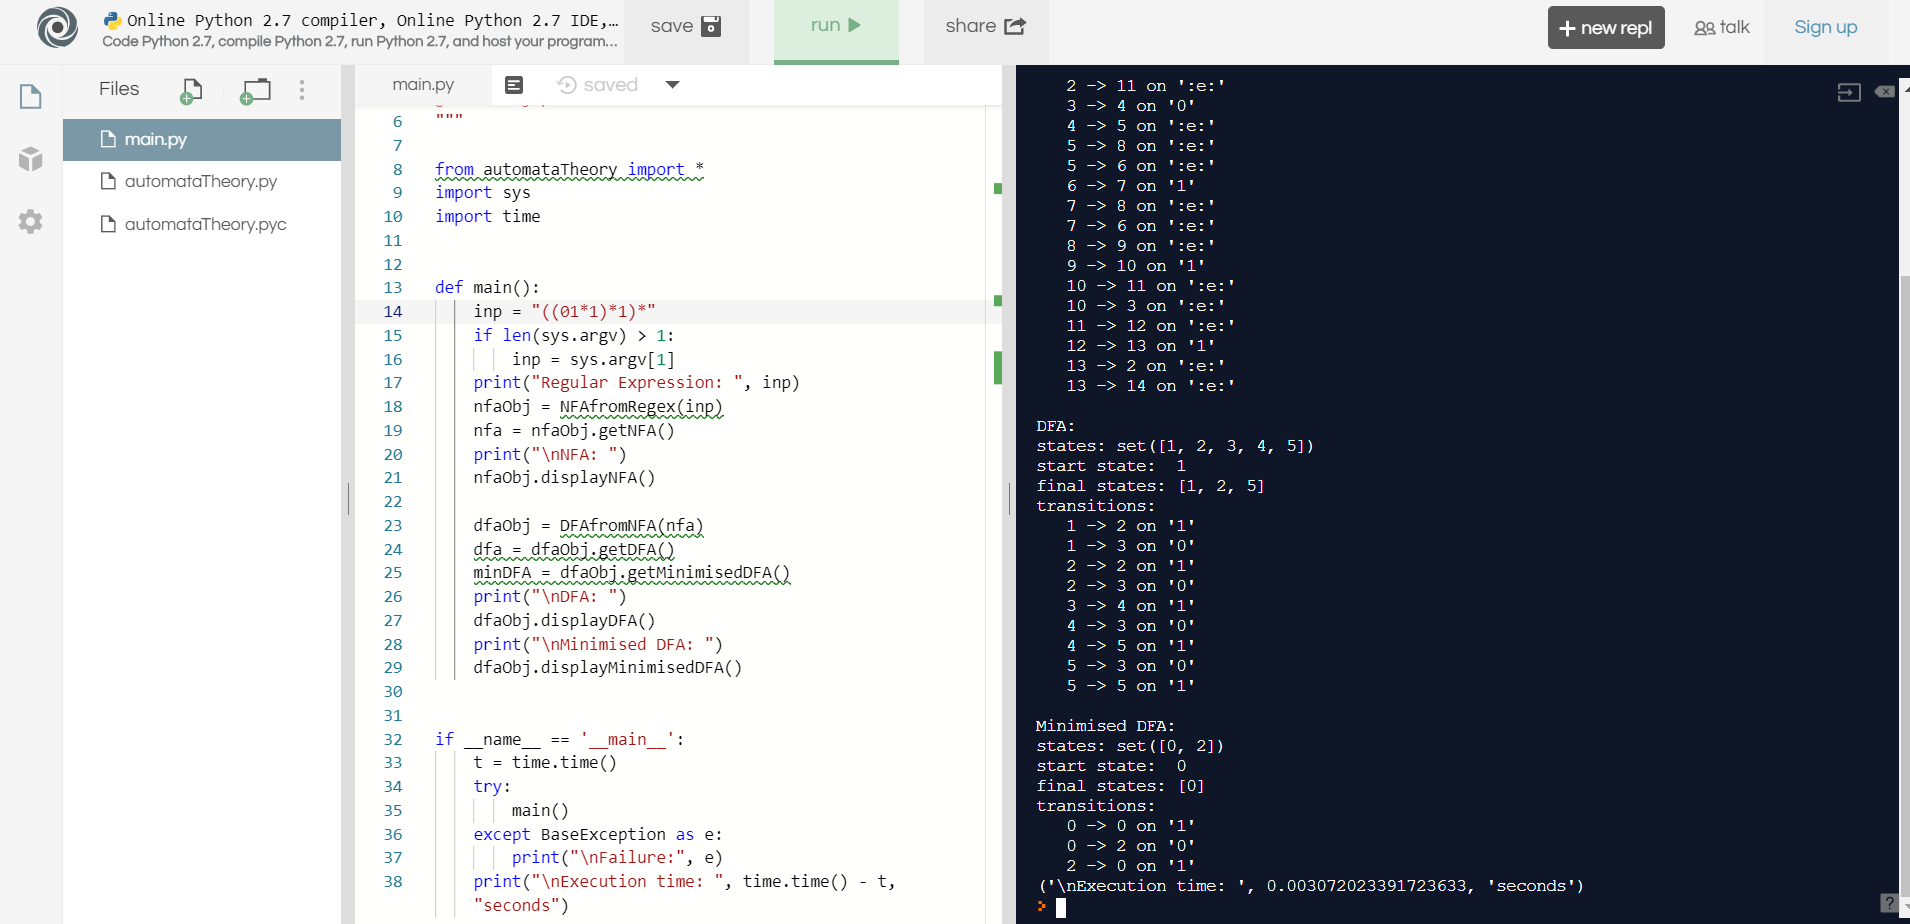 Online Python 2.7 compiler, Online Python 2.7 IDE,...
Code Python 2.7, compile Python 2.7, run Python 2.7, and host your program...
save
run
share
+ new repl
talk
Sign up
Files
main.py
automataTheory.py
automataTheory.pyc
main.py
saved
6 """
7
8 from automataTheory import *
9 import sys
10 import time
11
12
13 def main():
14 inp = "((01*1)*1)*"
15 if len(sys.argv) > 1:
16 inp = sys.argv[1]
17 print("Regular Expression: ", inp)
18 nfaObj = NFAfromRegex(inp)
19 nfa = nfaObj.getNFA()
20 print("\nNFA: ")
21 nfaObj.displayNFA()
22
23 dfaObj = DFAfromNFA(nfa)
24 dfa = dfaObj.getDFA()
25 minDFA = dfaObj.getMinimisedDFA()
26 print("\nDFA: ")
27 dfaObj.displayDFA()
28 print("\nMinimised DFA: ")
29 dfaObj.displayMinimisedDFA()
30
31
32 if __name__ == '__main__':
33 t = time.time()
34 try:
35 main()
36 except BaseException as e:
37 print("\nFailure:", e)
38 print("\nExecution time: ", time.time() - t,
"seconds")
2 -> 11 on ':e:'
3 -> 4 on '0'
4 -> 5 on ':e:'
5 -> 8 on ':e:'
5 -> 6 on ':e:'
6 -> 7 on '1'
7 -> 8 on ':e:'
7 -> 6 on ':e:'
8 -> 9 on ':e:'
9 -> 10 on '1'
10 -> 11 on ':e:'
10 -> 3 on ':e:'
11 -> 12 on ':e:'
12 -> 13 on '1'
13 -> 2 on ':e:'
13 -> 14 on ':e:'
DFA:
states: set([1, 2, 3, 4, 5])
start state:  1
final states: [1, 2, 5]
transitions:
1 -> 2 on '1'
1 -> 3 on '0'
2 -> 2 on '1'
2 -> 3 on '0'
3 -> 4 on '1'
4 -> 3 on '0'
4 -> 5 on '1'
5 -> 3 on '0'
5 -> 5 on '1'
Minimised DFA:
states: set([0, 2])
start state:  0
final states: [0]
transitions:
0 -> 0 on '1'
0 -> 2 on '0'
2 -> 0 on '1'
('\nExecution time: ', 0.003072023391723633, 'seconds')
>
?